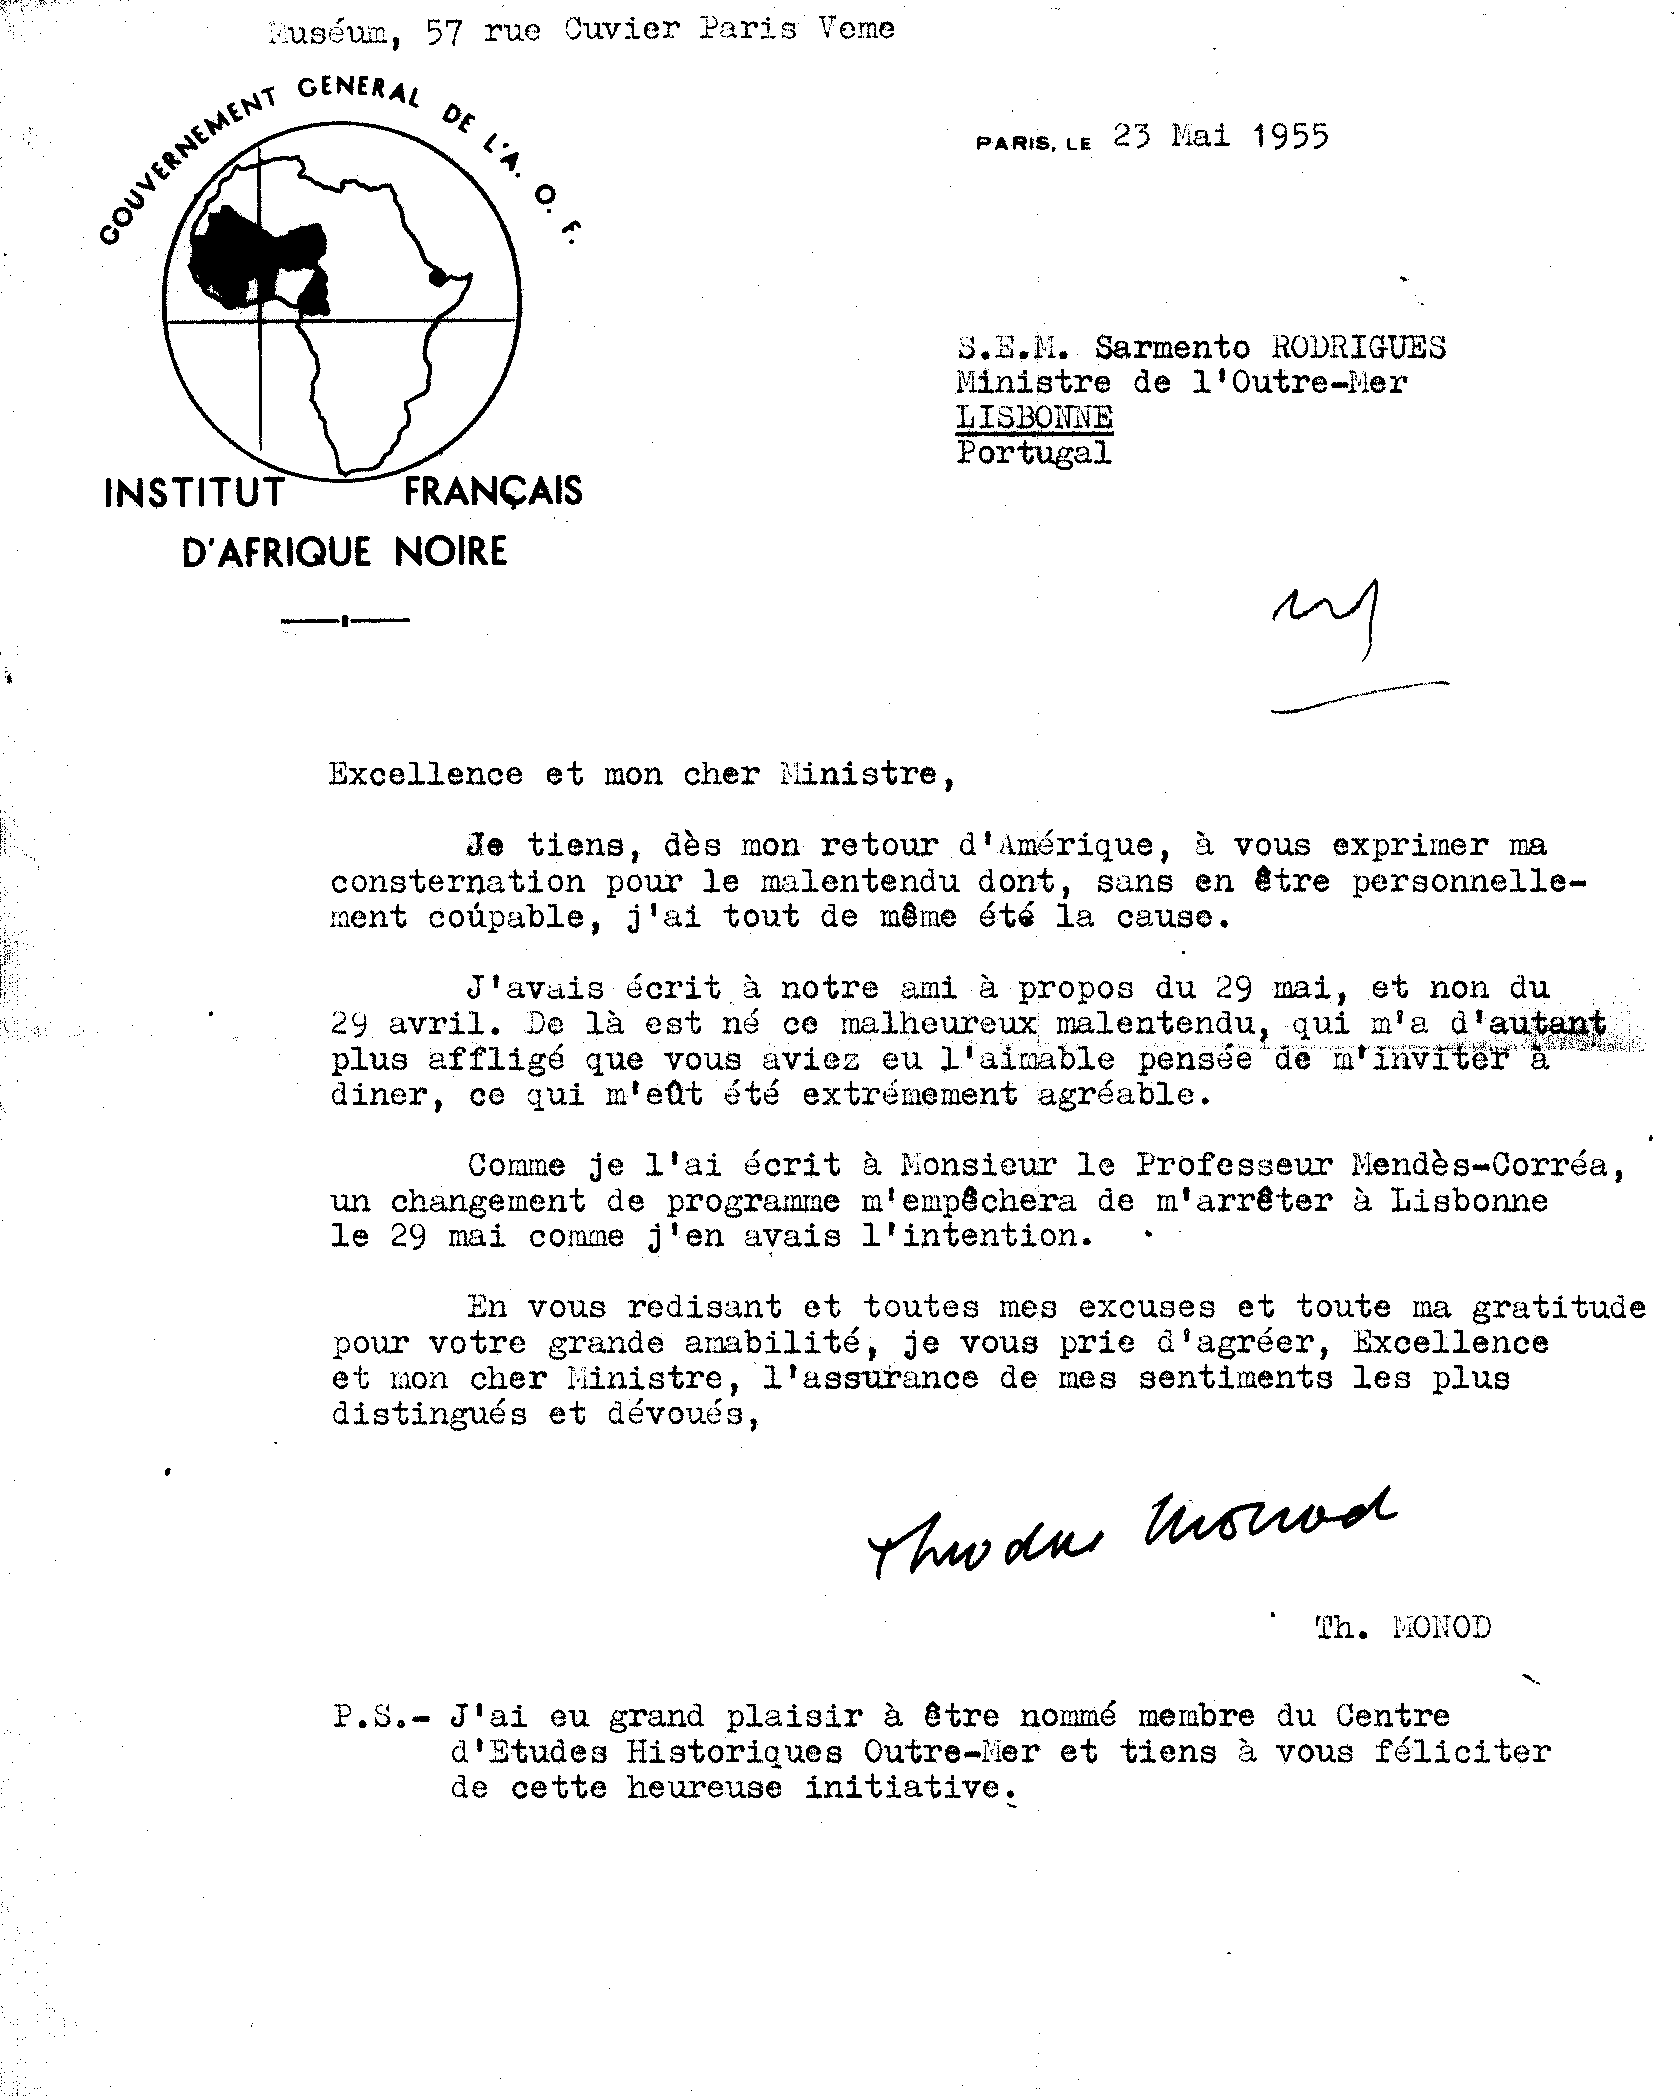 Muséum, 57 rue Cuvier Paris Veme
GOUVERNEMENT GENERAL DE L'A. O. F.
PARIS, LE 23 Mai 1955
S.E.M. Sarmento RODRIGUES
Ministre de l'Outre-Mer
LISBONNE
Portugal
INSTITUT FRANÇAIS
D'AFRIQUE NOIRE
Excellence et mon cher Ministre,
Je tiens, dès mon retour d'Amérique, à vous exprimer ma
consternation pour le malentendu dont, sans en être personnelle-
ment coúpable, j'ai tout de même été la cause.
J'avais écrit à notre ami à propos du 29 mai, et non du
29 avril. De là est né ce malheureux malentendu, qui m'a d'autant
plus affligé que vous aviez eu l'aimable pensée de m'inviter à
diner, ce qui m'eût été extrémement agréable.
Comme je l'ai écrit à Monsieur le Professeur Mendès-Corréa,
un changement de programme m'empêchera de m'arrêter à Lisbonne
le 29 mai comme j'en avais l'intention.
En vous redisant et toutes mes excuses et toute ma gratitude
pour votre grande amabilité, je vous prie d'agréer, Excellence
et mon cher Ministre, l'assurance de mes sentiments les plus
distingués et dévoués,
Theodore Monod
Th. MONOD
P.S.- J'ai eu grand plaisir à être nommé membre du Centre
d'Etudes Historiques Outre-Mer et tiens à vous féliciter
de cette heureuse initiative.